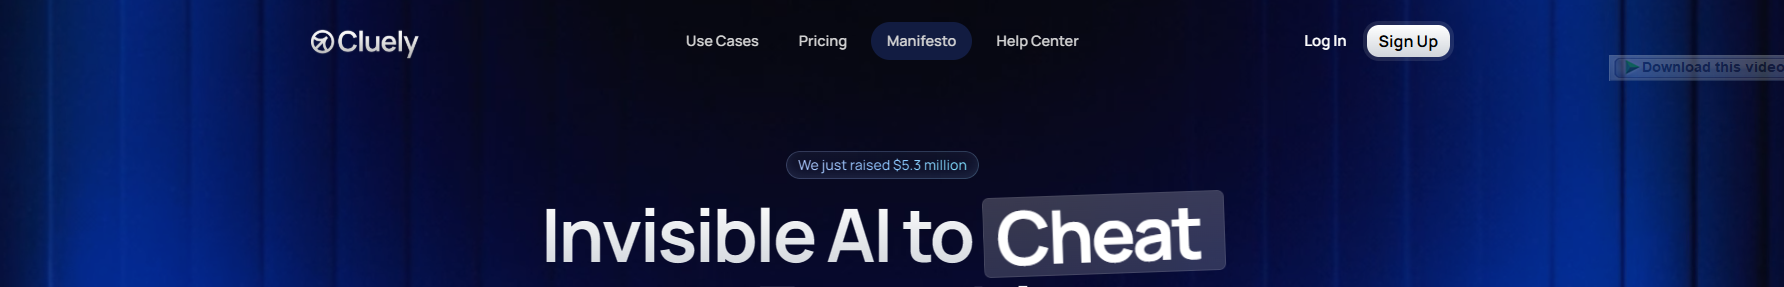 Cluely
Use Cases Pricing Manifesto Help Center
Log In Sign Up
Download this video
We just raised $5.3 million
Invisible AI to Cheat